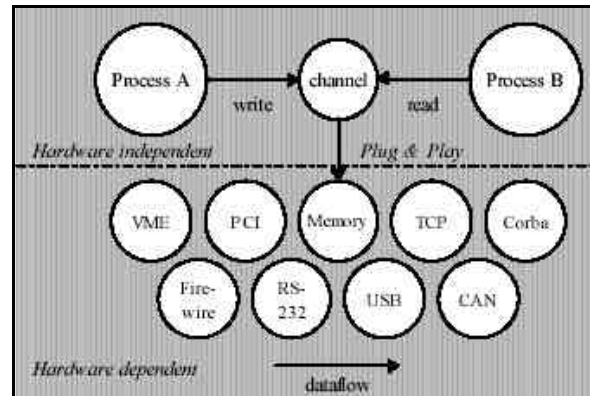 Process A
channel
Process B
write
read
Hardware independent
Plug & Play
VME
PCI
Memory
TCP
Corba
Fire-
wire
RS-
232
USB
CAN
Hardware dependent
dataflow